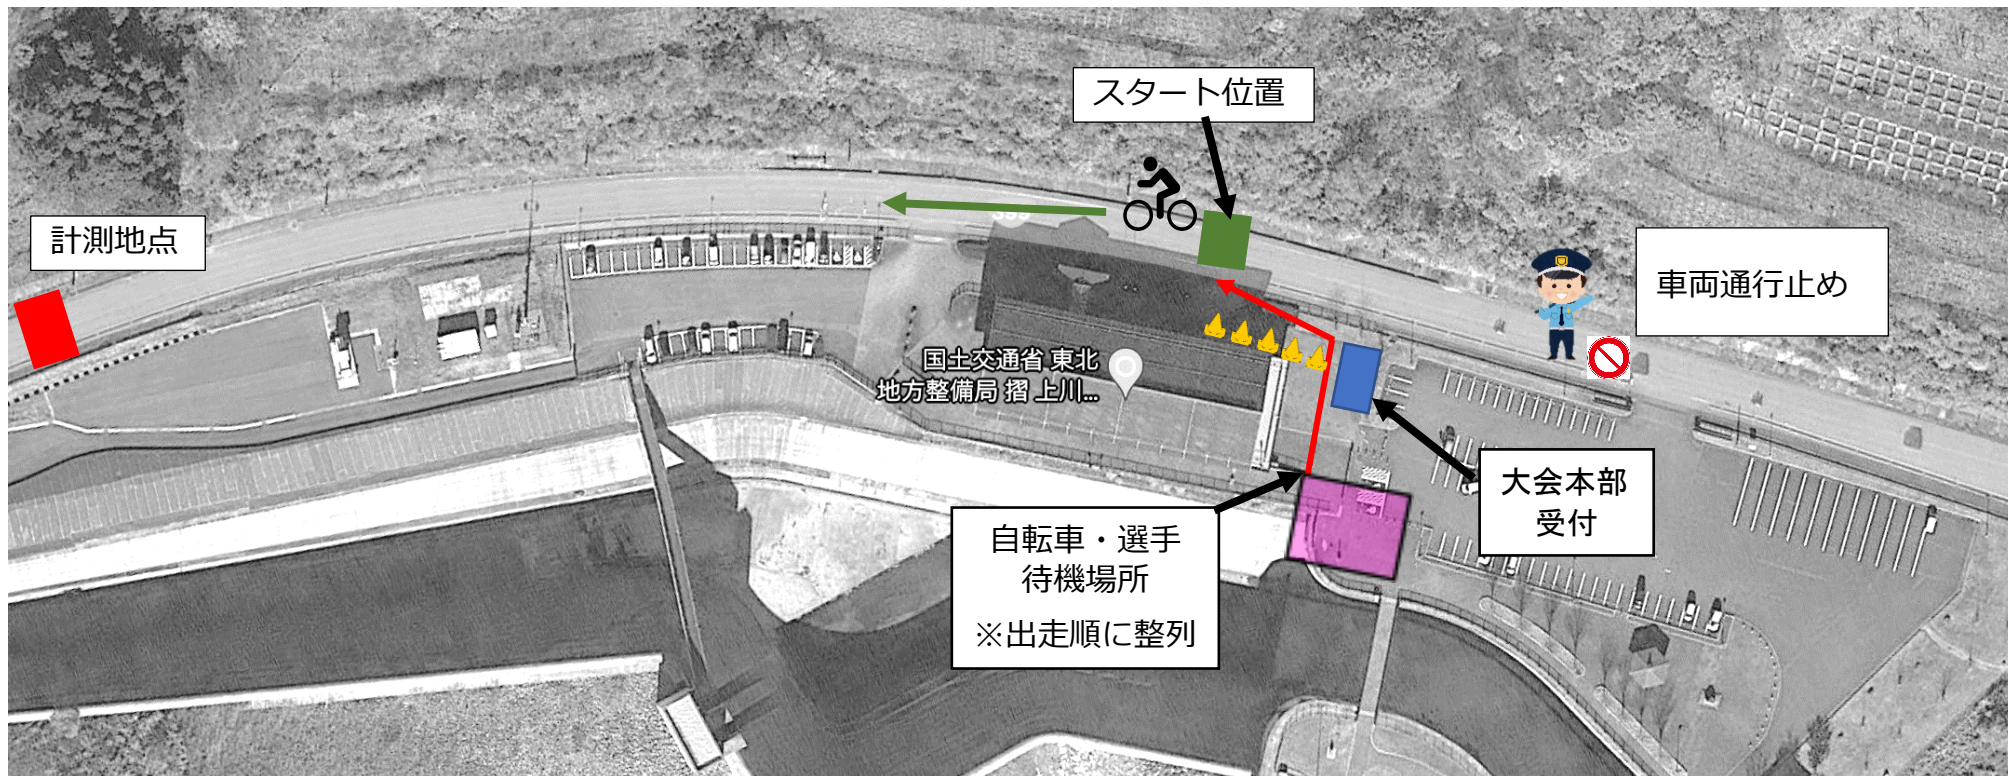 スタート位置
計測地点
399
車両通行止め
国土交通省 東北
地方整備局 摺上川...
大会本部
受付
自転車・選手
待機場所
※出走順に整列